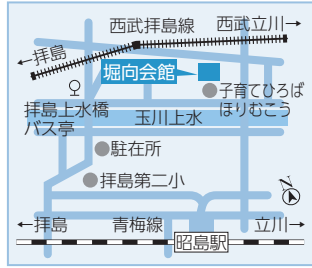 西武拝島線
西武立川→
←拝島
堀向会館
子育てひろば
ほりむこう
拝島上水橋
バス亭
玉川上水
駐在所
拝島第二小
N
←拝島
青梅線
立川→
昭島駅